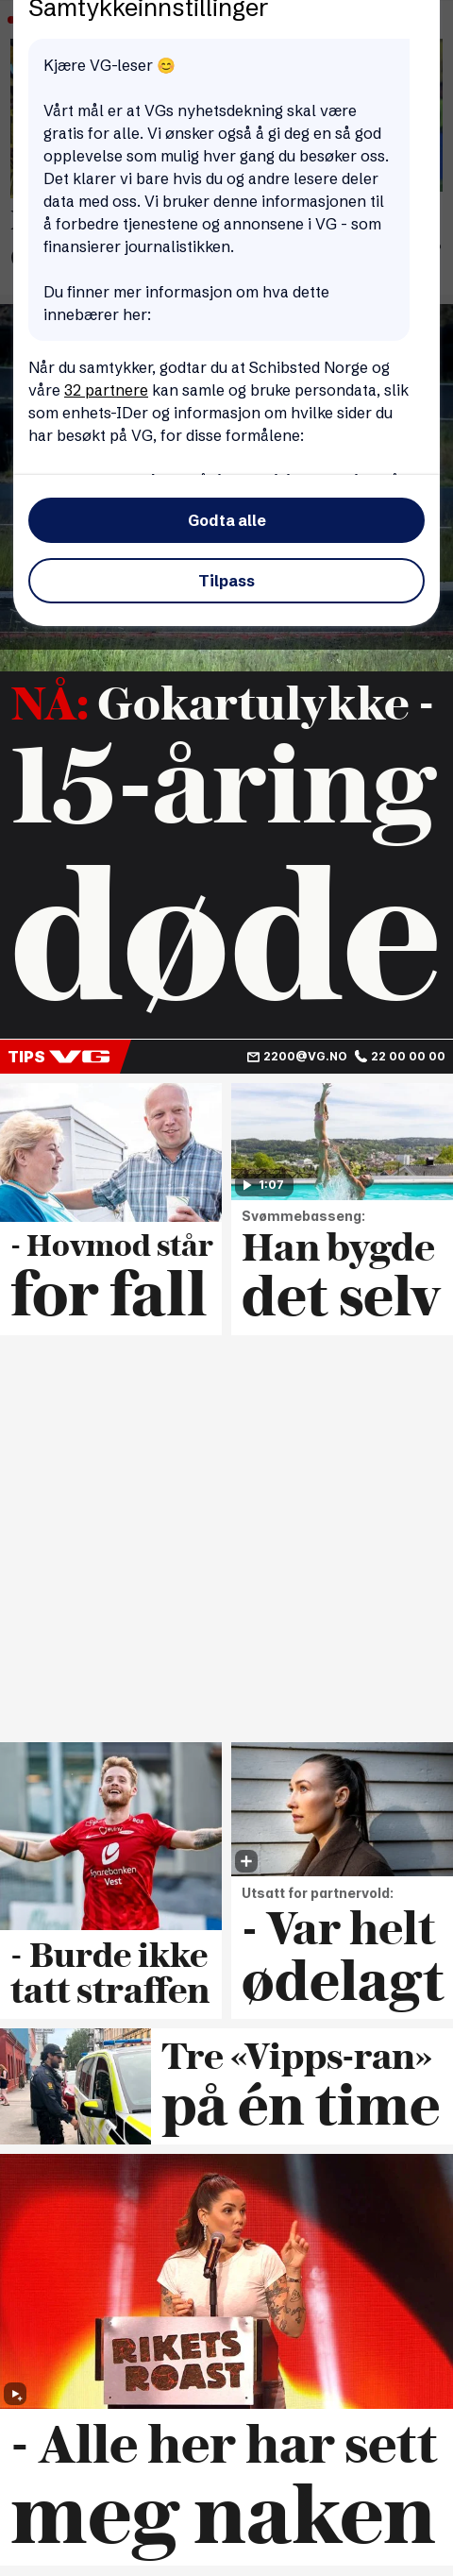 Samtykkeinnstillinger
Kjære VG-leser 😊
Vårt mål er at VGs nyhetsdekning skal være
gratis for alle. Vi ønsker også å gi deg en så god
opplevelse som mulig hver gang du besøker oss.
Det klarer vi bare hvis du og andre lesere deler
data med oss. Vi bruker denne informasjonen til
å forbedre tjenestene og annonsene i VG - som
finansierer journalistikken.
Du finner mer informasjon om hva dette
innebærer her:
Når du samtykker, godtar du at Schibsted Norge og
våre 32 partnere kan samle og bruke persondata, slik
som enhets-IDer og informasjon om hvilke sider du
har besøkt på VG, for disse formålene:
Godta alle
Tilpass
NÅ: Gokartulykke -
15-åring
døde
TIPS VG
2200@VG.NO
22 00 00 00
- Hovmod står
for fall
1:07
Svømmebasseng:
Han bygde
det selv
Sparebanken
Vest
- Burde ikke
tatt straffen
Utsatt for partnervold:
- Var helt
ødelagt
Tre «Vipps-ran»
på én time
RIKETS
ROAST
- Alle her har sett
meg naken